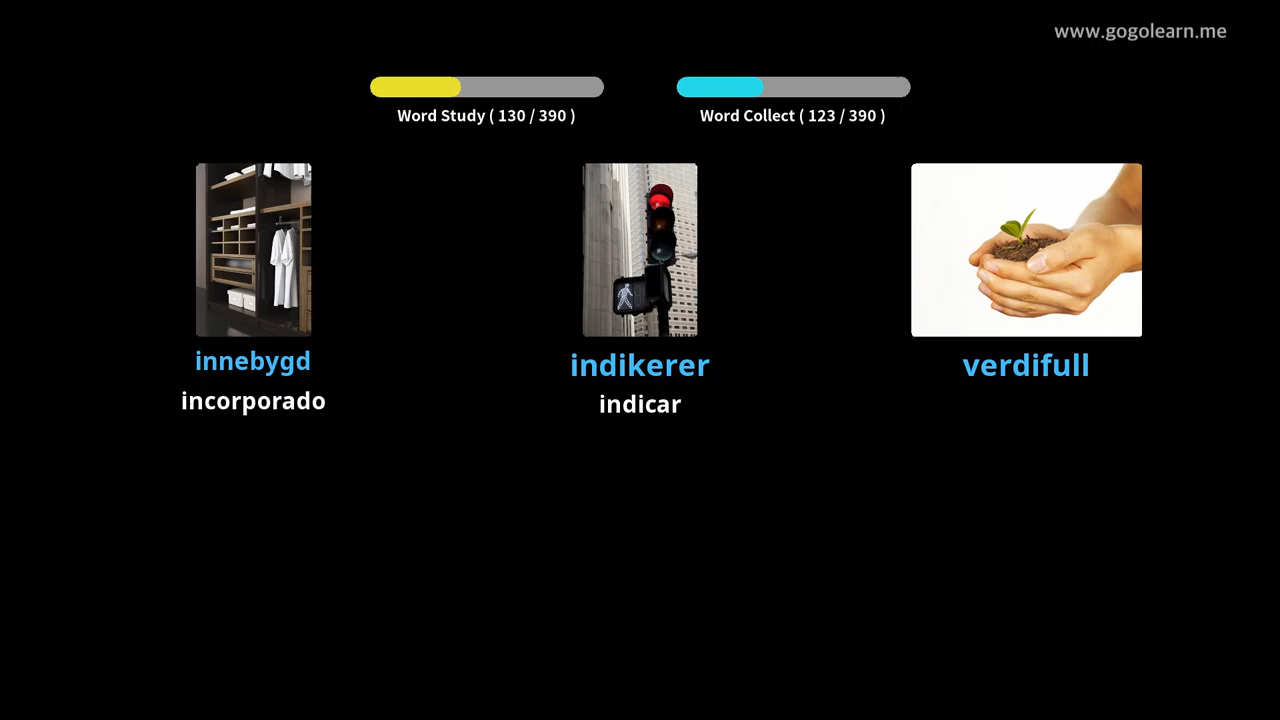 www.gogolearn.me
Word Study ( 130 / 390 )
Word Collect ( 123 / 390 )
innebygd
incorporado
indikerer
indicar
verdifull